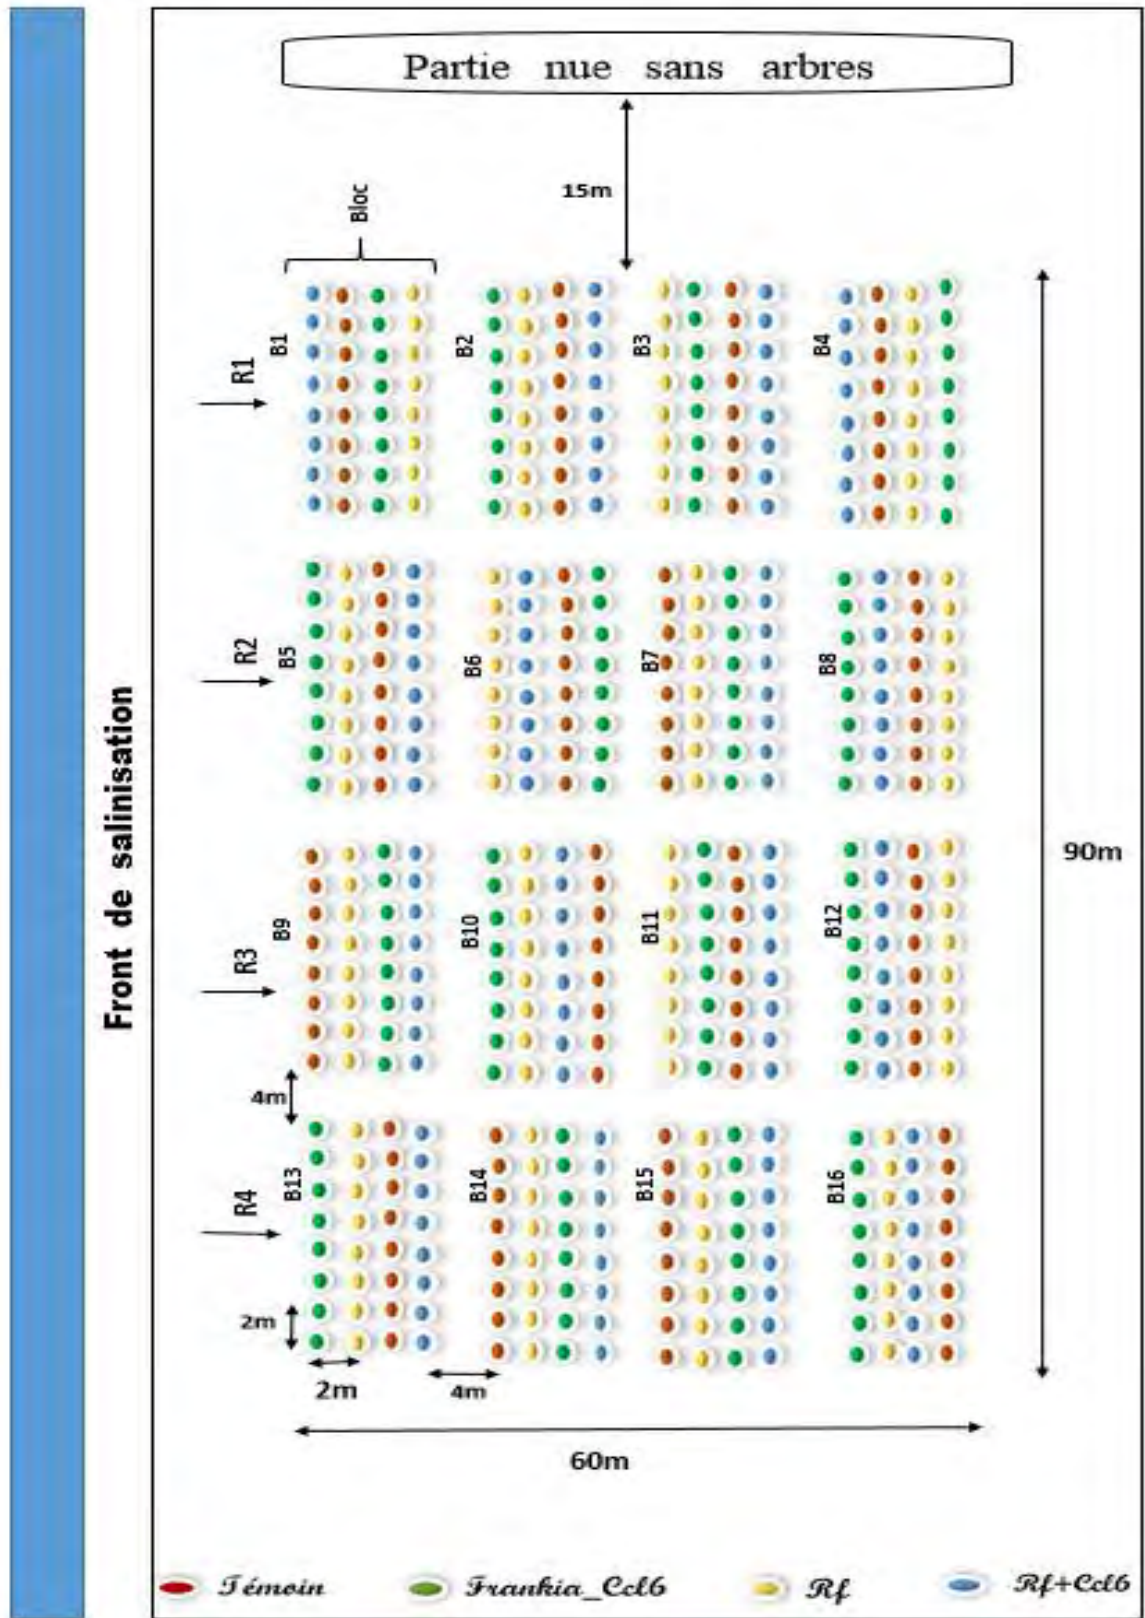 Partie nue sans arbres
15m
Bloc
B1
B2
B3
B4
R1
R2
B5
B6
B7
B8
Front de salinisation
90m
B9
B10
B11
B12
R3
4m
B13
B14
B15
B16
R4
2m
2m
4m
60m
Témoin
Frankia_Ccl6
Rf
Rf+Ccl6